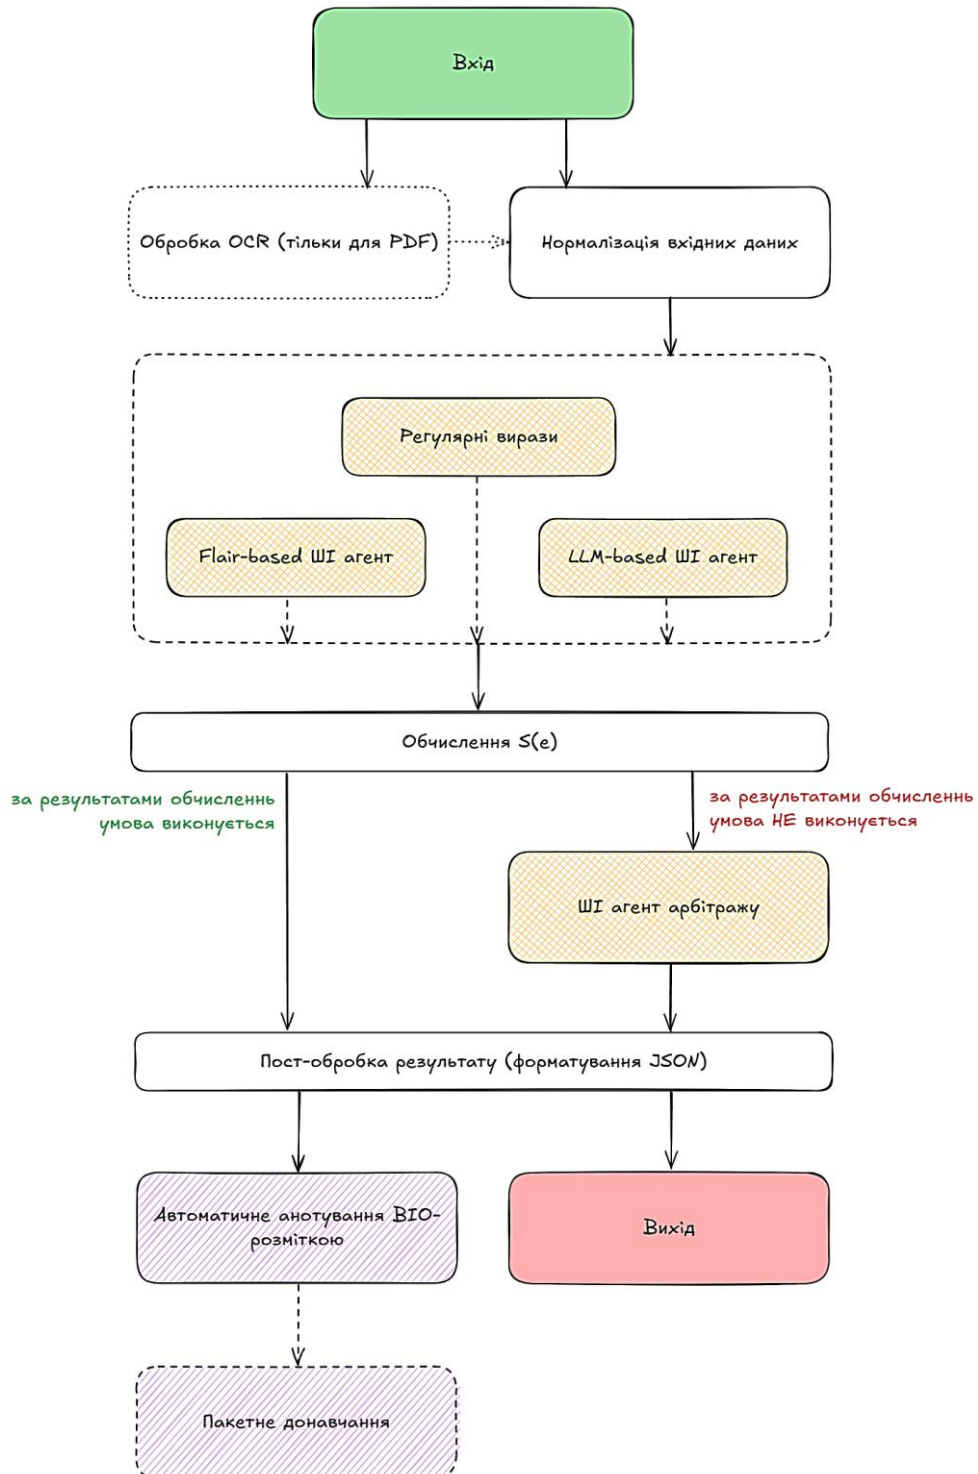 Вхід
Обробка OCR (тільки для PDF)
Нормалізація вхідних даних
Регулярні вирази
Flair-based ШІ агент
LLM-based ШІ агент
Обчислення S(e)
за результатами обчисленнь
умова виконується
за результатами обчисленнь
умова НЕ виконується
ШІ агент арбітражу
Пост-обробка результату (форматування JSON)
Автоматичне анотування BIO-
розміткою
Вихід
Пакетне донавчання